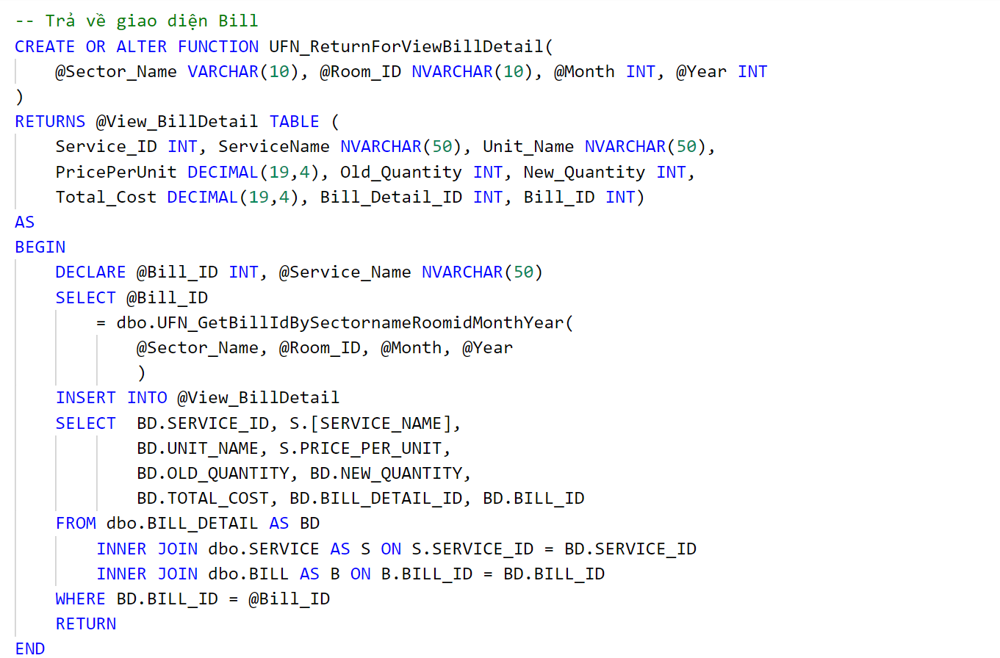 -- Trả về giao diện Bill
CREATE OR ALTER FUNCTION UFN_ReturnForViewBillDetail(
    @Sector_Name VARCHAR(10), @Room_ID NVARCHAR(10), @Month INT, @Year INT
)
RETURNS @View_BillDetail TABLE (
    Service_ID INT, ServiceName NVARCHAR(50), Unit_Name NVARCHAR(50),
    PricePerUnit DECIMAL(19,4), Old_Quantity INT, New_Quantity INT,
    Total_Cost DECIMAL(19,4), Bill_Detail_ID INT, Bill_ID INT)
AS
BEGIN
    DECLARE @Bill_ID INT, @Service_Name NVARCHAR(50)
    SELECT @Bill_ID
        = dbo.UFN_GetBillIdBySectornameRoomidMonthYear(
            @Sector_Name, @Room_ID, @Month, @Year
            )
    INSERT INTO @View_BillDetail
    SELECT  BD.SERVICE_ID, S.[SERVICE_NAME],
            BD.UNIT_NAME, S.PRICE_PER_UNIT,
            BD.OLD_QUANTITY, BD.NEW_QUANTITY,
            BD.TOTAL_COST, BD.BILL_DETAIL_ID, BD.BILL_ID
    FROM dbo.BILL_DETAIL AS BD
        INNER JOIN dbo.SERVICE AS S ON S.SERVICE_ID = BD.SERVICE_ID
        INNER JOIN dbo.BILL AS B ON B.BILL_ID = BD.BILL_ID
    WHERE BD.BILL_ID = @Bill_ID
    RETURN
END